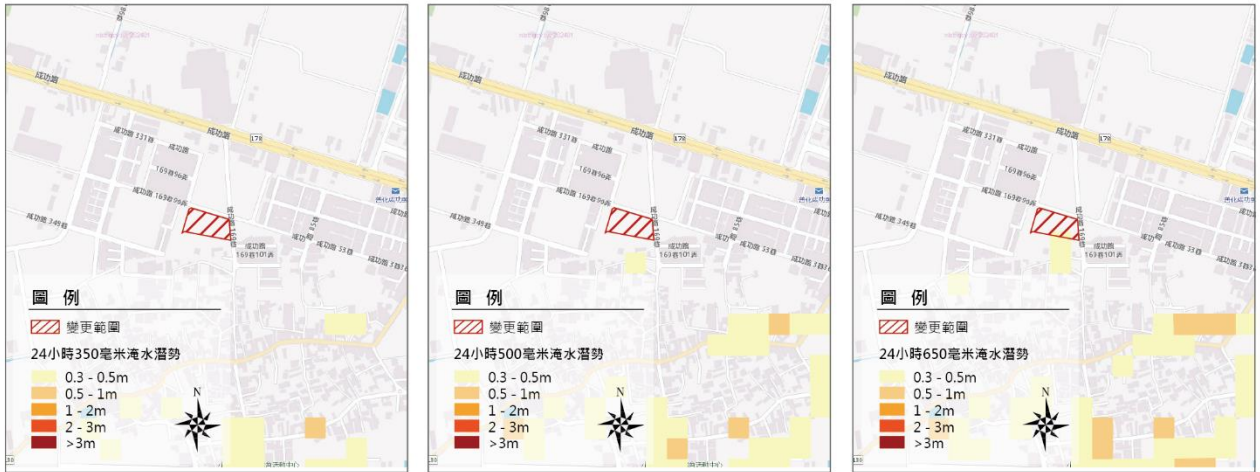 成功路
成功路
178
成功路 331巷
成功路
169巷96弄
成功路 169巷96弄
成功路 349巷
成功路 169巷
成功路
169巷101弄
成功路 53巷
圖 例
變更範圍
24小時350毫米淹水潛勢
0.3 - 0.5m
0.5 - 1m
1 - 2m
2 - 3m
>3m
N
成功路
成功路
178
成功路 331巷
成功路
169巷96弄
成功路 169巷96弄
成功路 349巷
成功路 169巷
成功路
169巷101弄
成功路 53巷
圖 例
變更範圍
24小時500毫米淹水潛勢
0.3 - 0.5m
0.5 - 1m
1 - 2m
2 - 3m
>3m
N
成功路
成功路
178
成功路 331巷
成功路
169巷96弄
成功路 169巷96弄
成功路 349巷
成功路 169巷
成功路
169巷101弄
成功路 53巷
圖 例
變更範圍
24小時650毫米淹水潛勢
0.3 - 0.5m
0.5 - 1m
1 - 2m
2 - 3m
>3m
N